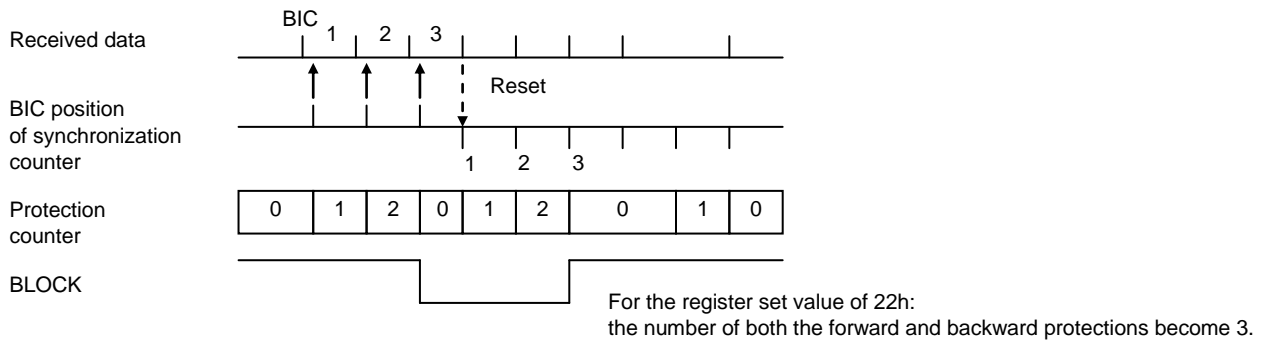 BIC
Received data
1 2 3
Reset
BIC position
of synchronization
counter
1 2 3
Protection
counter
0 1 2 0 1 2 0 1 0
BLOCK
For the register set value of 22h:
the number of both the forward and backward protections become 3.